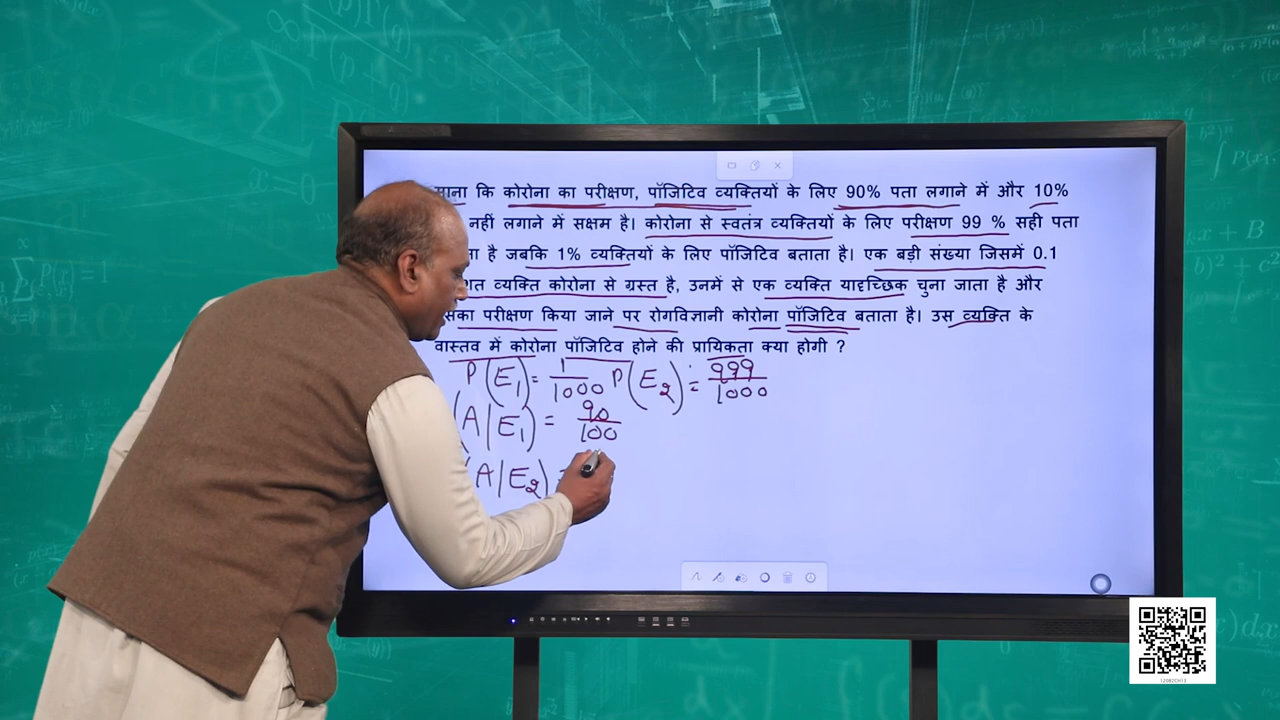 माना कि कोरोना का परीक्षण, पॉजिटिव व्यक्तियों के लिए 90% पता लगाने में और 10%
नहीं लगाने में सक्षम है। कोरोना से स्वतंत्र व्यक्तियों के लिए परीक्षण 99 % सही पता
है जबकि 1% व्यक्तियों के लिए पॉजिटिव बताता है। एक बड़ी संख्या जिसमें 0.1
व्यक्ति कोरोना से ग्रस्त है, उनमें से एक व्यक्ति यादृच्छिक चुना जाता है और
परीक्षण किया जाने पर रोगविज्ञानी कोरोना पॉजिटिव बताता है। उस व्यक्ति के
वास्तव में कोरोना पॉजिटिव होने की प्रायिकता क्या होगी ?
P(E₁) = 1/1000 P(E₂) = 999/1000
(A/E₁) = 90/100
(A/E₂) =
12082CH13